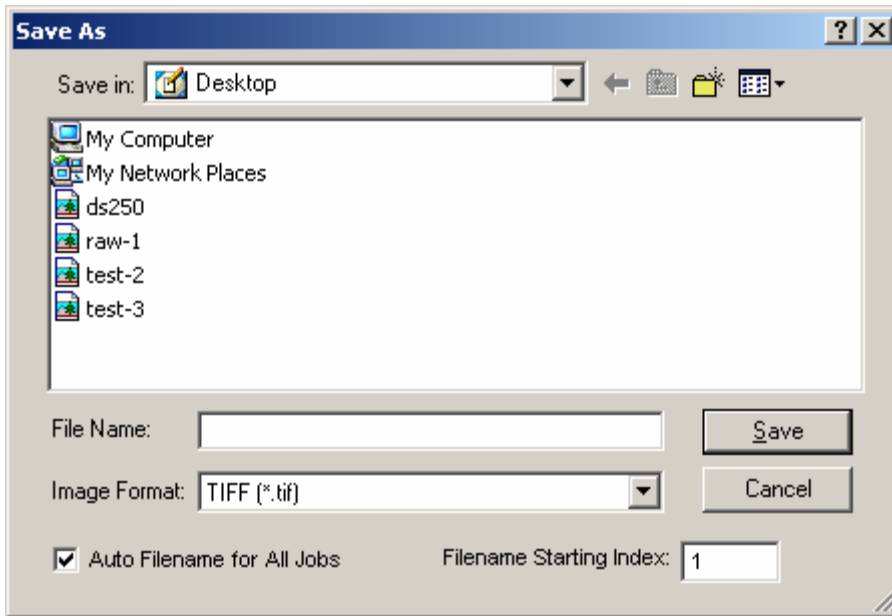 Save As
Save in: Desktop
My Computer
My Network Places
ds250
raw-1
test-2
test-3
File Name:
Save
Image Format: TIFF (*.tif)
Cancel
Auto Filename for All Jobs
Filename Starting Index: 1